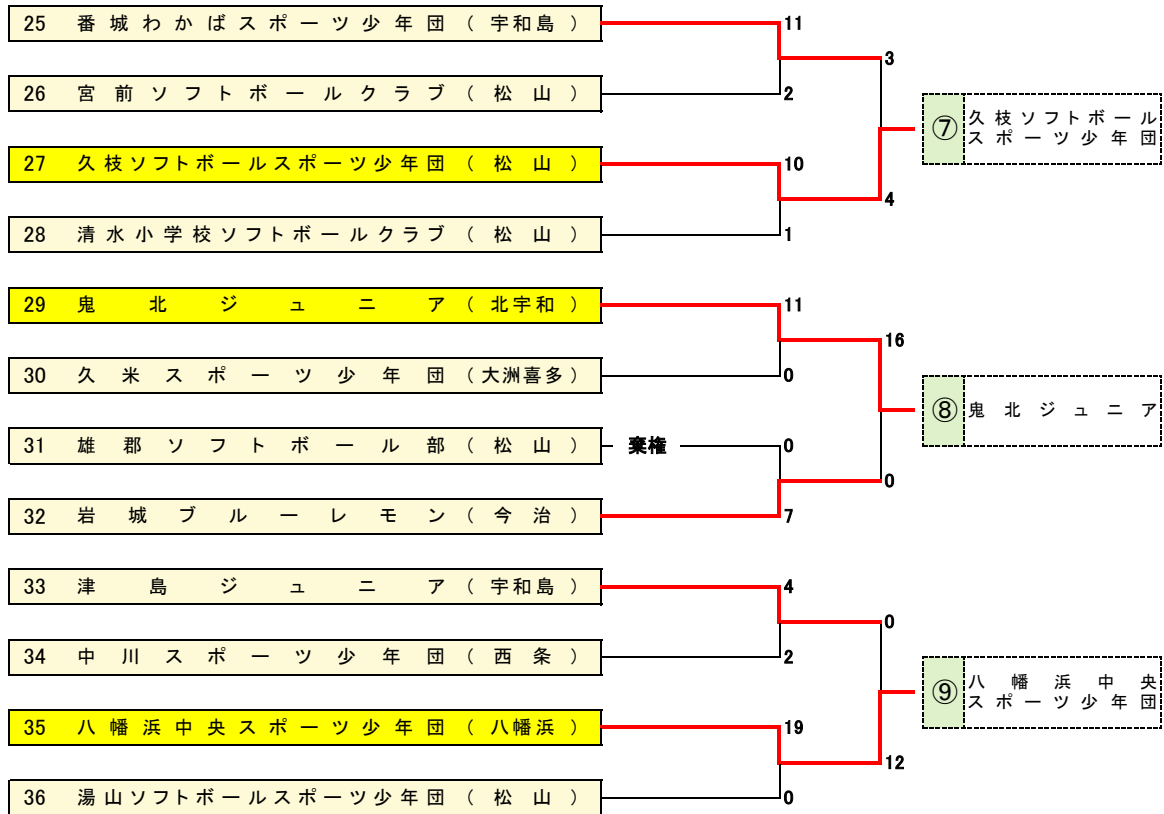 25 番城わかばスポーツ少年団（宇和島）
11
3
26 宮前ソフトボールクラブ（松山）
2
⑦ 久枝ソフトボール
スポーツ少年団
27 久枝ソフトボールスポーツ少年団（松山）
10
4
28 清水小学校ソフトボールクラブ（松山）
1
29 鬼北ジュニア（北宇和）
11
16
30 久米スポーツ少年団（大洲喜多）
0
⑧ 鬼北ジュニア
31 雄郡ソフトボール部（松山）
棄権
0
0
32 岩城ブルーレモン（今治）
7
33 津島ジュニア（宇和島）
4
0
34 中川スポーツ少年団（西条）
2
⑨ 八幡浜中央
スポーツ少年団
35 八幡浜中央スポーツ少年団（八幡浜）
19
12
36 湯山ソフトボールスポーツ少年団（松山）
0